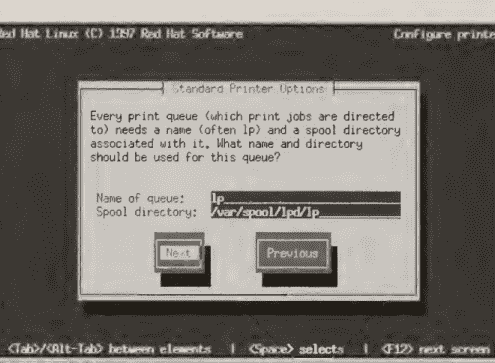 Red Hat Linux (C) 1997 Red Hat Software Configure printe
Standard Printer Options
Every print queue (which print jobs are directed
to) needs a name (often lp) and a spool directory
associated with it. What name and directory
should be used for this queue?
Name of queue: lp
Spool directory: /var/spool/lpd/lp
Next Previous
<Tab>/<Alt-Tab> between elements | <Space> selects | <F12> next screen